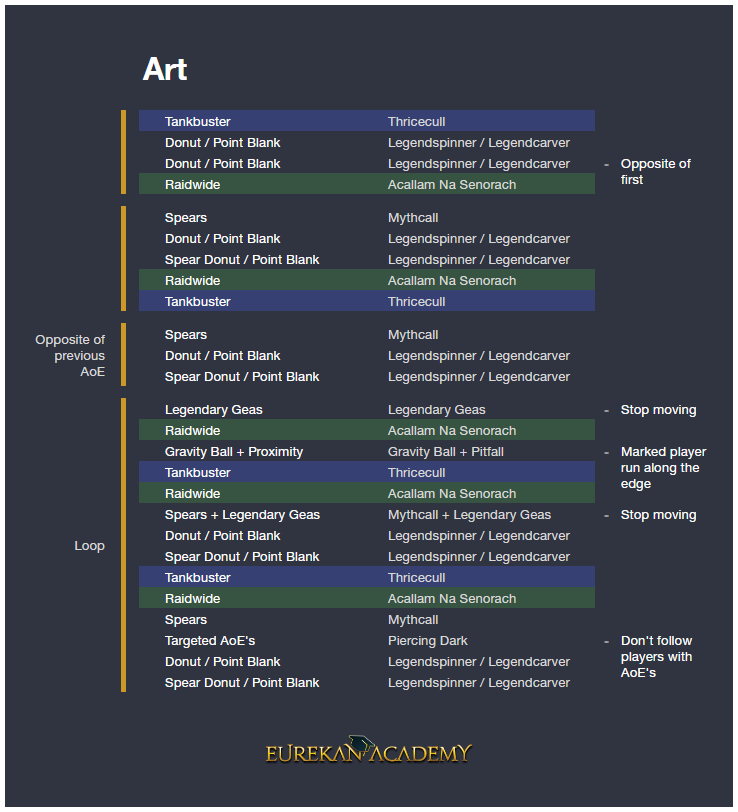 Art
Tankbuster Thricecull
Donut / Point Blank Legendspinner / Legendcarver
Donut / Point Blank Legendspinner / Legendcarver - Opposite of
first
Raidwide Acallam Na Senorach
Spears Mythcall
Donut / Point Blank Legendspinner / Legendcarver
Spear Donut / Point Blank Legendspinner / Legendcarver
Raidwide Acallam Na Senorach
Tankbuster Thricecull
Opposite of
previous
AoE
Spears Mythcall
Donut / Point Blank Legendspinner / Legendcarver
Spear Donut / Point Blank Legendspinner / Legendcarver
Loop
Legendary Geas Legendary Geas - Stop moving
Raidwide Acallam Na Senorach
Gravity Ball + Proximity Gravity Ball + Pitfall - Marked player
run along the
edge
Tankbuster Thricecull
Raidwide Acallam Na Senorach
Spears + Legendary Geas Mythcall + Legendary Geas - Stop moving
Donut / Point Blank Legendspinner / Legendcarver
Spear Donut / Point Blank Legendspinner / Legendcarver
Tankbuster Thricecull
Raidwide Acallam Na Senorach
Spears Mythcall
Targeted AoE's Piercing Dark - Don't follow
players with
AoE's
Donut / Point Blank Legendspinner / Legendcarver
Spear Donut / Point Blank Legendspinner / Legendcarver
EUREKAN ACADEMY